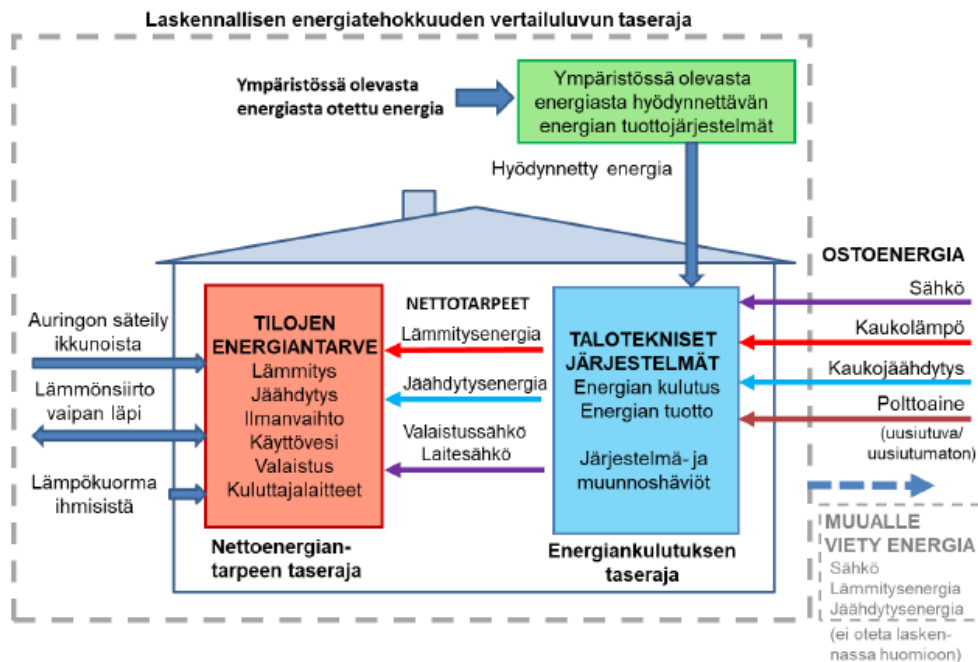 Laskennallisen energiatehokkuuden vertailuluvun taseraja
Ympäristössä olevasta
energiasta otettu energia
Ympäristössä olevasta
energiasta hyödynnettävän
energian tuottojärjestelmät
Hyödynnetty energia
Auringon säteily
ikkunoista
Lämmönsiirto
vaipan läpi
Lämpökuorma
ihmisistä
TILOJEN
ENERGIANTARVE
Lämmitys
Jäähdytys
Ilmanvaihto
Käyttövesi
Valaistus
Kuluttajalaitteet
Nettoenergian-
tarpeen taseraja
NETTOTARPEET
Lämmitysenergia
Jäähdytysenergia
Valaistussähkö
Laitesähkö
TALOTEKNISET
JÄRJESTELMÄT
Energian kulutus
Energian tuotto
Järjestelmä- ja
muunnoshäviöt
Energiankulutuksen
taseraja
OSTOENERGIA
Sähkö
Kaukolämpö
Kaukojäähdytys
Polttoaine
(uusiutuva/
uusiutumaton)
MUUALLE
VIETY ENERGIA
Sähkö
Lämmitysenergia
Jäähdytysenergia
(ei oteta lasken-
nassa huomioon)